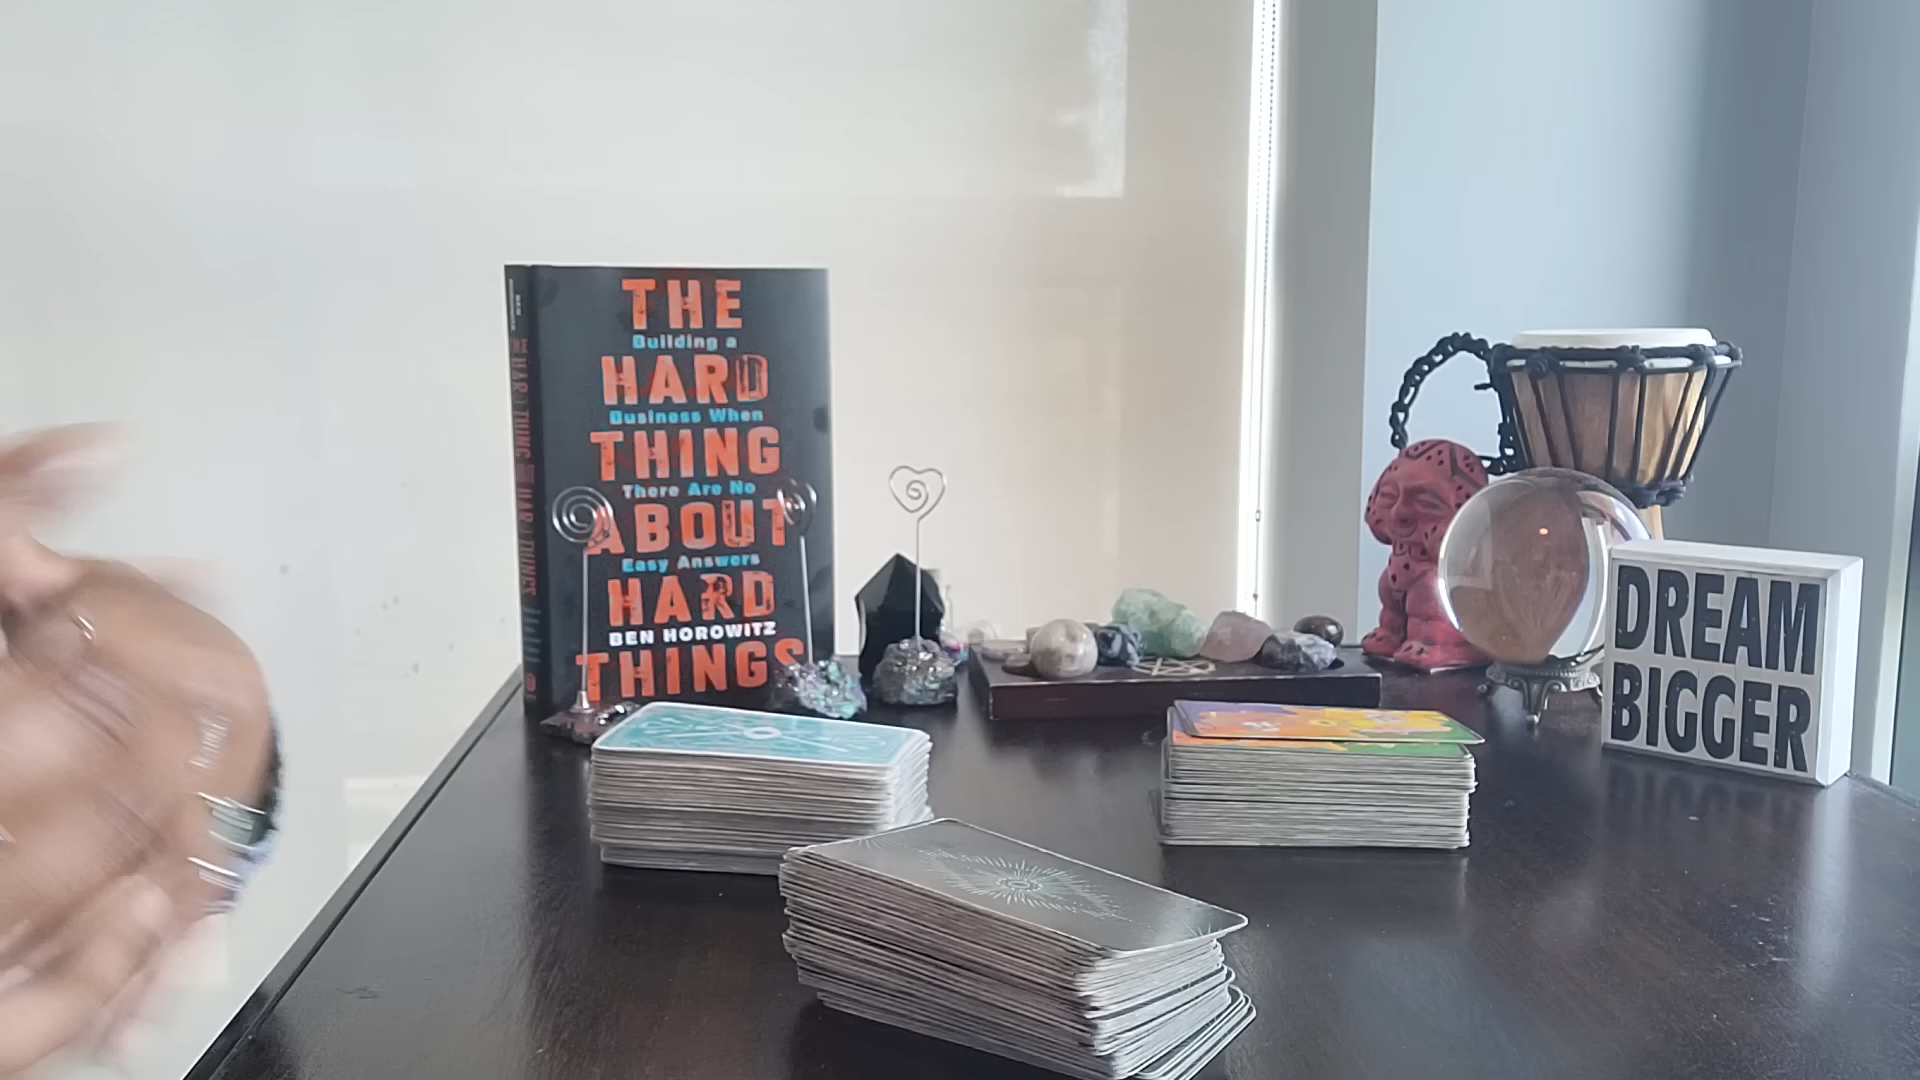 THE
Building a
HARD
Business When
THING
There Are No
ABOUT
Easy Answers
HARD
BEN HOROWITZ
THINGS
DREAM
BIGGER